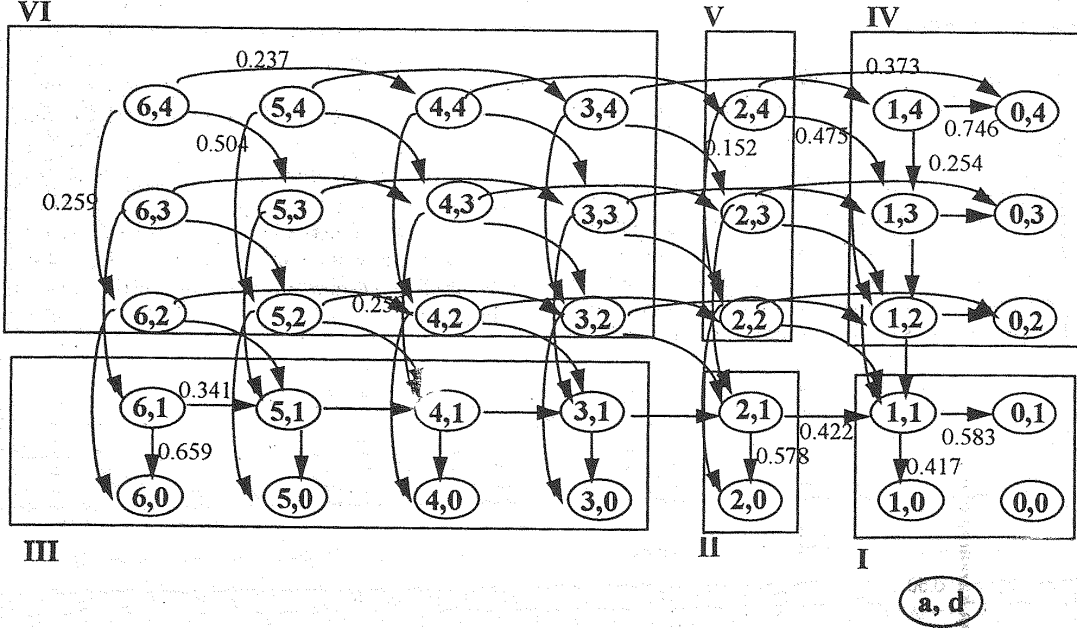 VI V IV
0.237 0.373
6,4 5,4 4,4 3,4 2,4 1,4 0,4
0.504 0.152 0.475 0.746
0.254
0.259
6,3 5,3 4,3 3,3 2,3 1,3 0,3
6,2 5,2 4,2 3,2 2,2 1,2 0,2
0.341
6,1 5,1 4,1 3,1 2,1 1,1 0,1
0.422 0.583
0.659 0.578 0.417
6,0 5,0 4,0 3,0 2,0 1,0 0,0
III II I
a, d